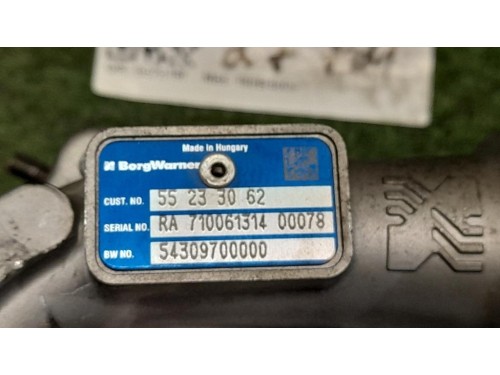 Made in Hungary
BorgWarner
CUST. NO. 55 23 30 62
SERIAL NO. RA 710061314 00078
BW NO. 54309700000